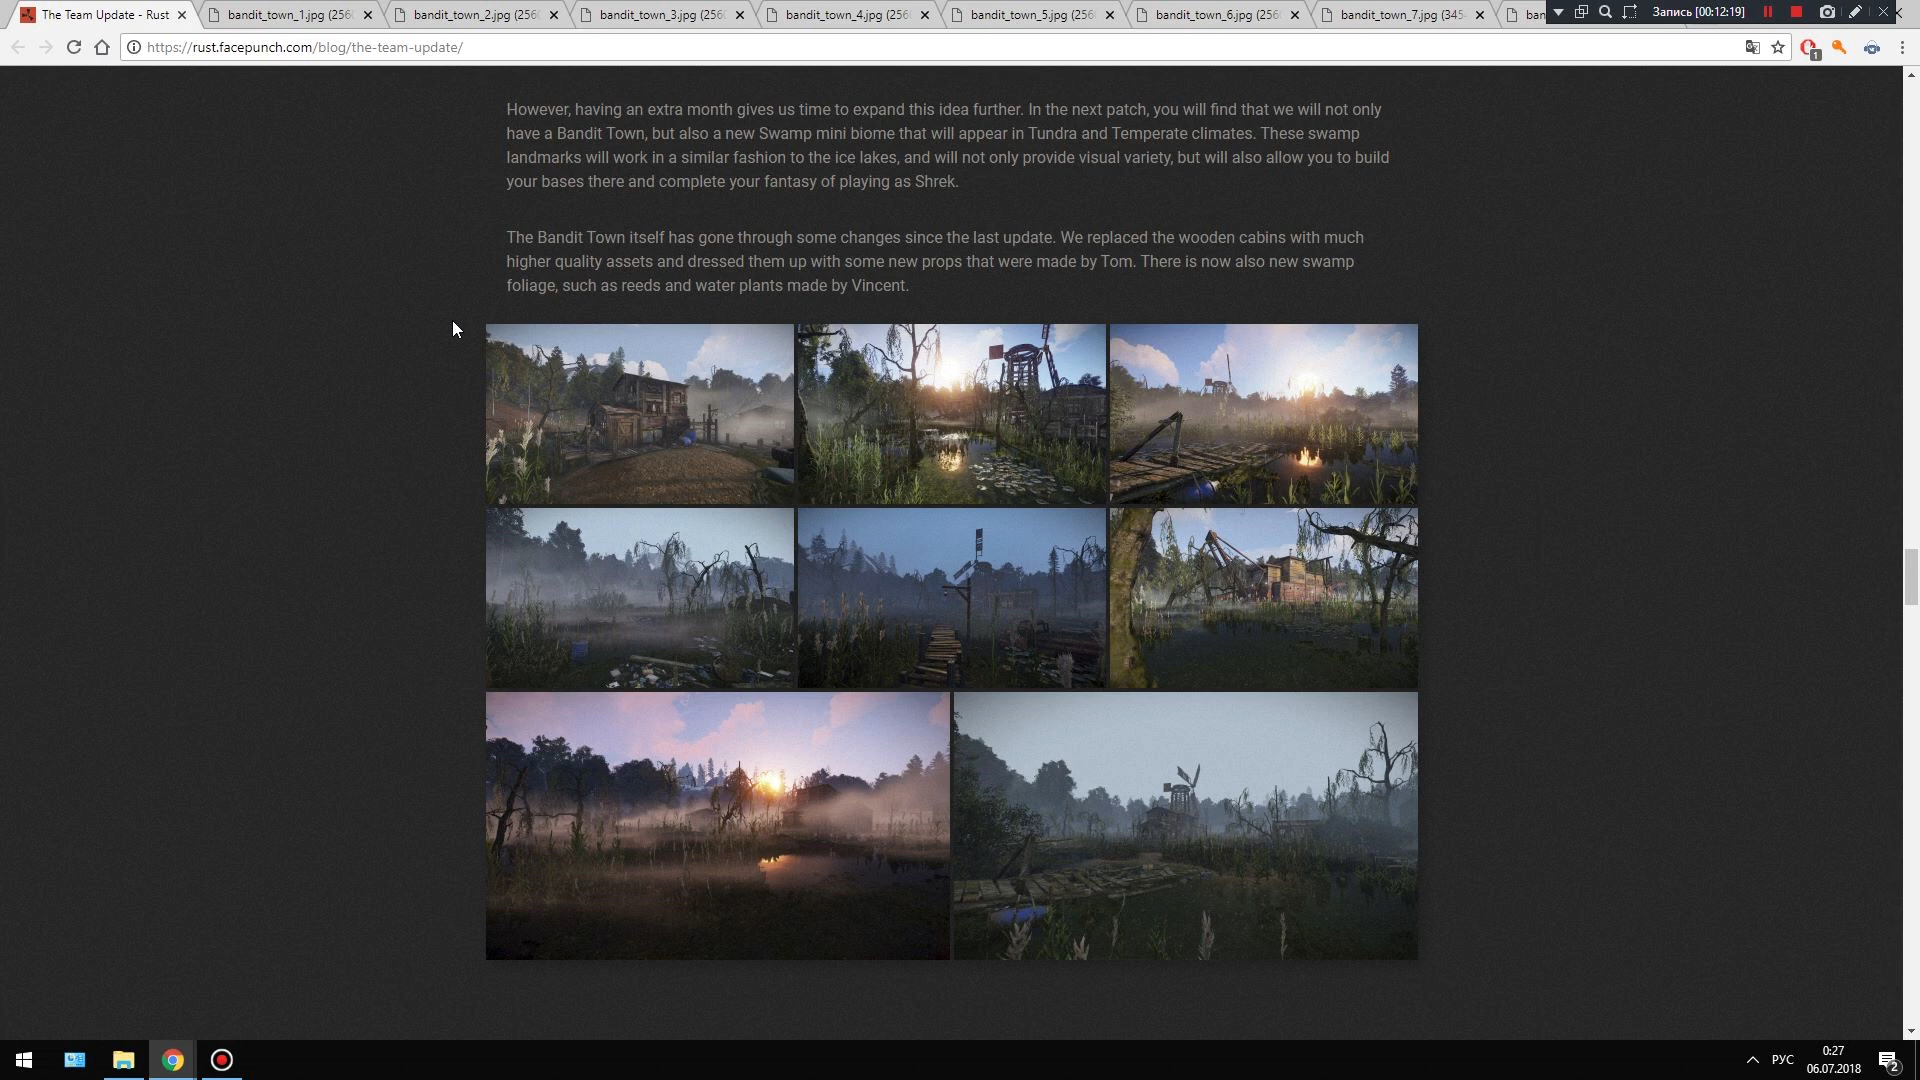 The Team Update - Rust
bandit_town_1.jpg (256
bandit_town_2.jpg (256
bandit_town_3.jpg (256
bandit_town_4.jpg (256
bandit_town_5.jpg (256
bandit_town_6.jpg (256
bandit_town_7.jpg (345
ban
Запись [00:12:19]
https://rust.facepunch.com/blog/the-team-update/
1
However, having an extra month gives us time to expand this idea further. In the next patch, you will find that we will not only
have a Bandit Town, but also a new Swamp mini biome that will appear in Tundra and Temperate climates. These swamp
landmarks will work in a similar fashion to the ice lakes, and will not only provide visual variety, but will also allow you to build
your bases there and complete your fantasy of playing as Shrek.
The Bandit Town itself has gone through some changes since the last update. We replaced the wooden cabins with much
higher quality assets and dressed them up with some new props that were made by Tom. There is now also new swamp
foliage, such as reeds and water plants made by Vincent.
РУС
0:27
06.07.2018
2